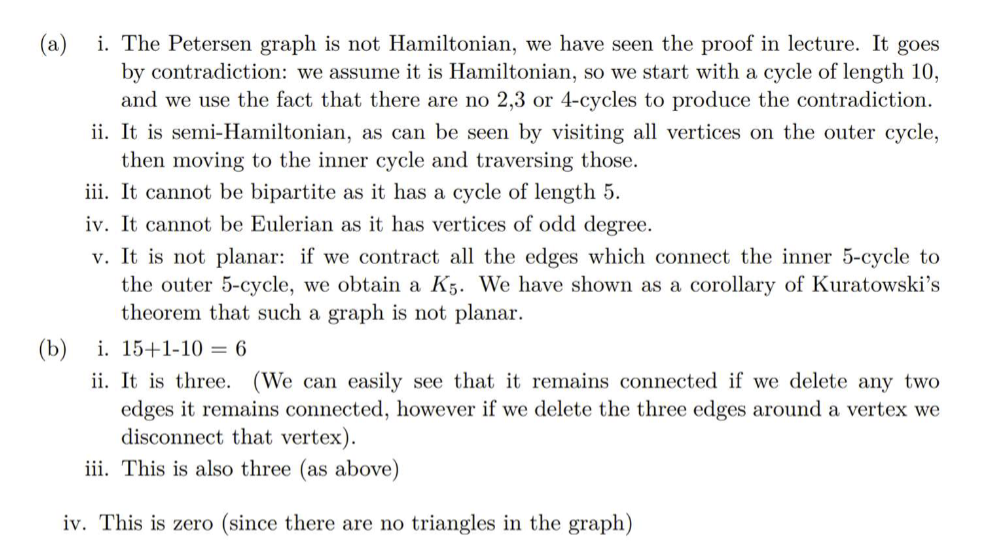 (a) i. The Petersen graph is not Hamiltonian, we have seen the proof in lecture. It goes
by contradiction: we assume it is Hamiltonian, so we start with a cycle of length 10,
and we use the fact that there are no 2,3 or 4-cycles to produce the contradiction.
ii. It is semi-Hamiltonian, as can be seen by visiting all vertices on the outer cycle,
then moving to the inner cycle and traversing those.
iii. It cannot be bipartite as it has a cycle of length 5.
iv. It cannot be Eulerian as it has vertices of odd degree.
v. It is not planar: if we contract all the edges which connect the inner 5-cycle to
the outer 5-cycle, we obtain a K₅. We have shown as a corollary of Kuratowski's
theorem that such a graph is not planar.
(b) i. 15+1-10 = 6
ii. It is three. (We can easily see that it remains connected if we delete any two
edges it remains connected, however if we delete the three edges around a vertex we
disconnect that vertex).
iii. This is also three (as above)
iv. This is zero (since there are no triangles in the graph)